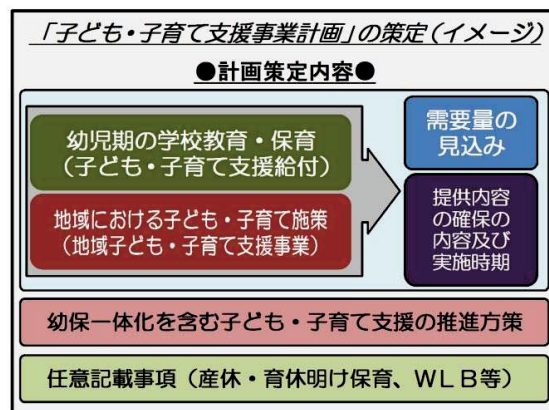 「子ども・子育て支援事業計画」の策定(イメージ)
●計画策定内容●
幼児期の学校教育・保育
(子ども・子育て支援給付)
地域における子ども・子育て施策
(地域子ども・子育て支援事業)
需要量の
見込み
提供内容
の確保の
内容及び
実施時期
幼保一体化を含む子ども・子育て支援の推進方策
任意記載事項(産休・育休明け保育、WLB等)